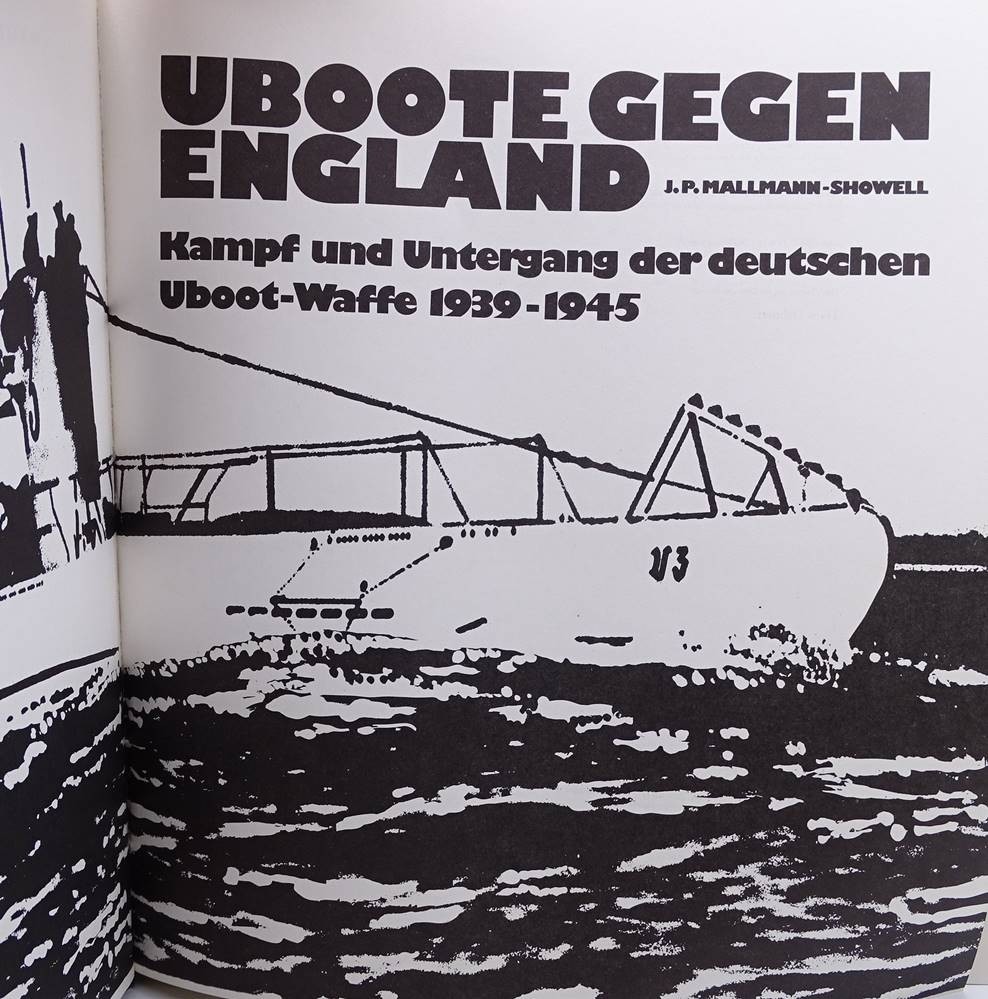 UBOOTE GEGEN
ENGLAND
J. P. MALLMANN-SHOWELL
Kampf und Untergang der deutschen
Uboot-Waffe 1939-1945
U3